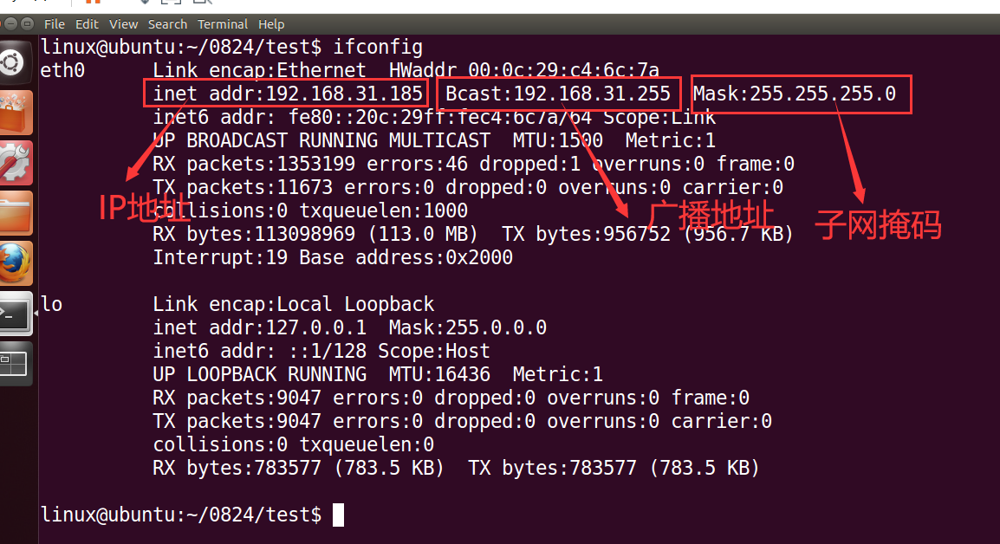 File Edit View Search Terminal Help
linux@ubuntu:~/0824/test$ ifconfig
eth0 Link encap:Ethernet HWaddr 00:0c:29:c4:6c:7a
inet addr:192.168.31.185 Bcast:192.168.31.255 Mask:255.255.255.0
inet6 addr: fe80::20c:29ff:fec4:6c7a/64 Scope:Link
UP BROADCAST RUNNING MULTICAST MTU:1500 Metric:1
RX packets:1353199 errors:46 dropped:1 overruns:0 frame:0
TX packets:11673 errors:0 dropped:0 overruns:0 carrier:0
IP地址
collisions:0 txqueuelen:1000
广播地址
子网掩码
RX bytes:113098969 (113.0 MB) TX bytes:956752 (956.7 KB)
Interrupt:19 Base address:0x2000
lo Link encap:Local Loopback
inet addr:127.0.0.1 Mask:255.0.0.0
inet6 addr: ::1/128 Scope:Host
UP LOOPBACK RUNNING MTU:16436 Metric:1
RX packets:9047 errors:0 dropped:0 overruns:0 frame:0
TX packets:9047 errors:0 dropped:0 overruns:0 carrier:0
collisions:0 txqueuelen:0
RX bytes:783577 (783.5 KB) TX bytes:783577 (783.5 KB)
linux@ubuntu:~/0824/test$